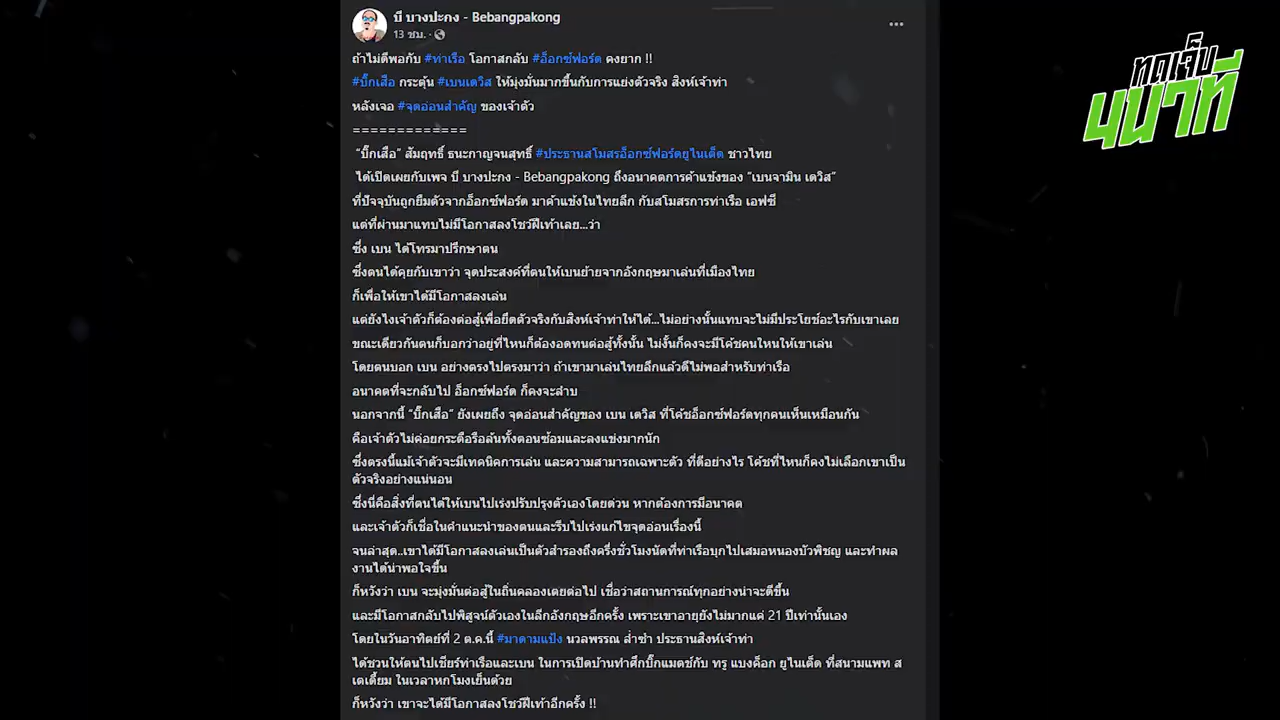 บี บางปะกง - Bebangpakong
13 ชม.
ทดเจ็บ
4นาที
ถ้าไม่ดีพอกับ #ท่าเรือ โอกาสกลับ #อ็อกซ์ฟอร์ด คงยาก !!
#บิ๊กเสือ กระตุ้น #เบนเดวิส ให้มุ่งมั่นมากขึ้นกับการแย่งตัวจริง สิงห์เจ้าท่า
หลังเจอ #จุดอ่อนสำคัญ ของเจ้าตัว
=============
"บิ๊กเสือ" สัมฤทธิ์ ธนะกาญจนสุทธิ์ #ประธานสโมสรอ็อกซ์ฟอร์ดยูไนเต็ด ชาวไทย
ได้เปิดเผยกับเพจ บี บางปะกง - Bebangpakong ถึงอนาคตการค้าแข้งของ "เบนจามิน เดวิส"
ที่ปัจจุบันถูกยืมตัวจากอ็อกซ์ฟอร์ด มาค้าแข้งในไทยลีก กับสโมสรการท่าเรือ เอฟซี
แต่ที่ผ่านมาแทบไม่มีโอกาสลงโชว์ฝีเท้าเลย...ว่า
ซึ่ง เบน ได้โทรมาปรึกษาตน
ซึ่งตนได้คุยกับเขาว่า จุดประสงค์ที่ตนให้เบนย้ายจากอังกฤษมาเล่นที่เมืองไทย
ก็เพื่อให้เขาได้มีโอกาสลงเล่น
แต่ยังไงเจ้าตัวก็ต้องต่อสู้เพื่อยึดตัวจริงกับสิงห์เจ้าท่าให้ได้...ไม่อย่างนั้นแทบจะไม่มีประโยช์อะไรกับเขาเลย
ขณะเดียวกันตนก็บอกว่าอยู่ที่ไหนก็ต้องอดทนต่อสู้ทั้งนั้น ไม่งั้นก็คงจะมีโค้ชคนใหนให้เขาเล่น
โดยตนบอก เบน อย่างตรงไปตรงมาว่า ถ้าเขามาเล่นไทยลีกแล้วดีไม่พอสำหรับท่าเรือ
อนาคตที่จะกลับไป อ็อกซ์ฟอร์ด ก็คงจะลำบ
นอกจากนี้ "บิ๊กเสือ" ยังเผยถึง จุดอ่อนสำคัญของ เบน เดวิส ที่โค้ชอ็อกซ์ฟอร์ดทุกคนเห็นเหมือนกัน
คือเจ้าตัวไม่ค่อยกระตือรือล้นทั้งตอนซ้อมและลงแข่งมากนัก
ซึ่งตรงนี้แม้เจ้าตัวจะมีเทคนิคการเล่น และความสามารถเฉพาะตัว ที่ดีอย่างไร โค้ชที่ไหนก็คงไม่เลือกเขาเป็น
ตัวจริงอย่างแน่นอน
ซึ่งนี่คือสิ่งที่ตนได้ให้เบนไปเร่งปรับปรุงตัวเองโดยด่วน หากต้องการมีอนาคต
และเจ้าตัวก็เชื่อในคำแนะนำของตนและรีบไปเร่งแก้ไขจุดอ่อนเรื่องนี้
จนล่าสุด..เขาได้มีโอกาสลงเล่นเป็นตัวสำรองถึงครึ่งชั่วโมงนัดที่ท่าเรือบุกไปเสมอหนองบัวพิชญ และทำผล
งานได้น่าพอใจขึ้น
ก็หวังว่า เบน จะมุ่งมั่นต่อสู้ในถิ่นคลองเตยต่อไป เชื่อว่าสถานการณ์ทุกอย่างน่าจะดีขึ้น
และมีโอกาสกลับไปพิสูจน์ตัวเองในลีกอังกฤษอีกครั้ง เพราะเขาอายุยังไม่มากแค่ 21 ปีเท่านั้นเอง
โดยในวันอาทิตย์ที่ 2 ต.ค.นี้ #มาดามแป้ง นวลพรรณ ล่ำซำ ประธานสิงห์เจ้าท่า
ได้ชวนให้ตนไปเชียร์ท่าเรือและเบน ในการเปิดบ้านทำศึกบิ๊กแมตช์กับ ทรู แบงค็อก ยูไนเต็ด ที่สนามแพท ส
เตเดี้ยม ในเวลาหกโมงเย็นด้วย
ก็หวังว่า เขาจะได้มีโอกาสลงโชว์ฝีเท้าอีกครั้ง !!